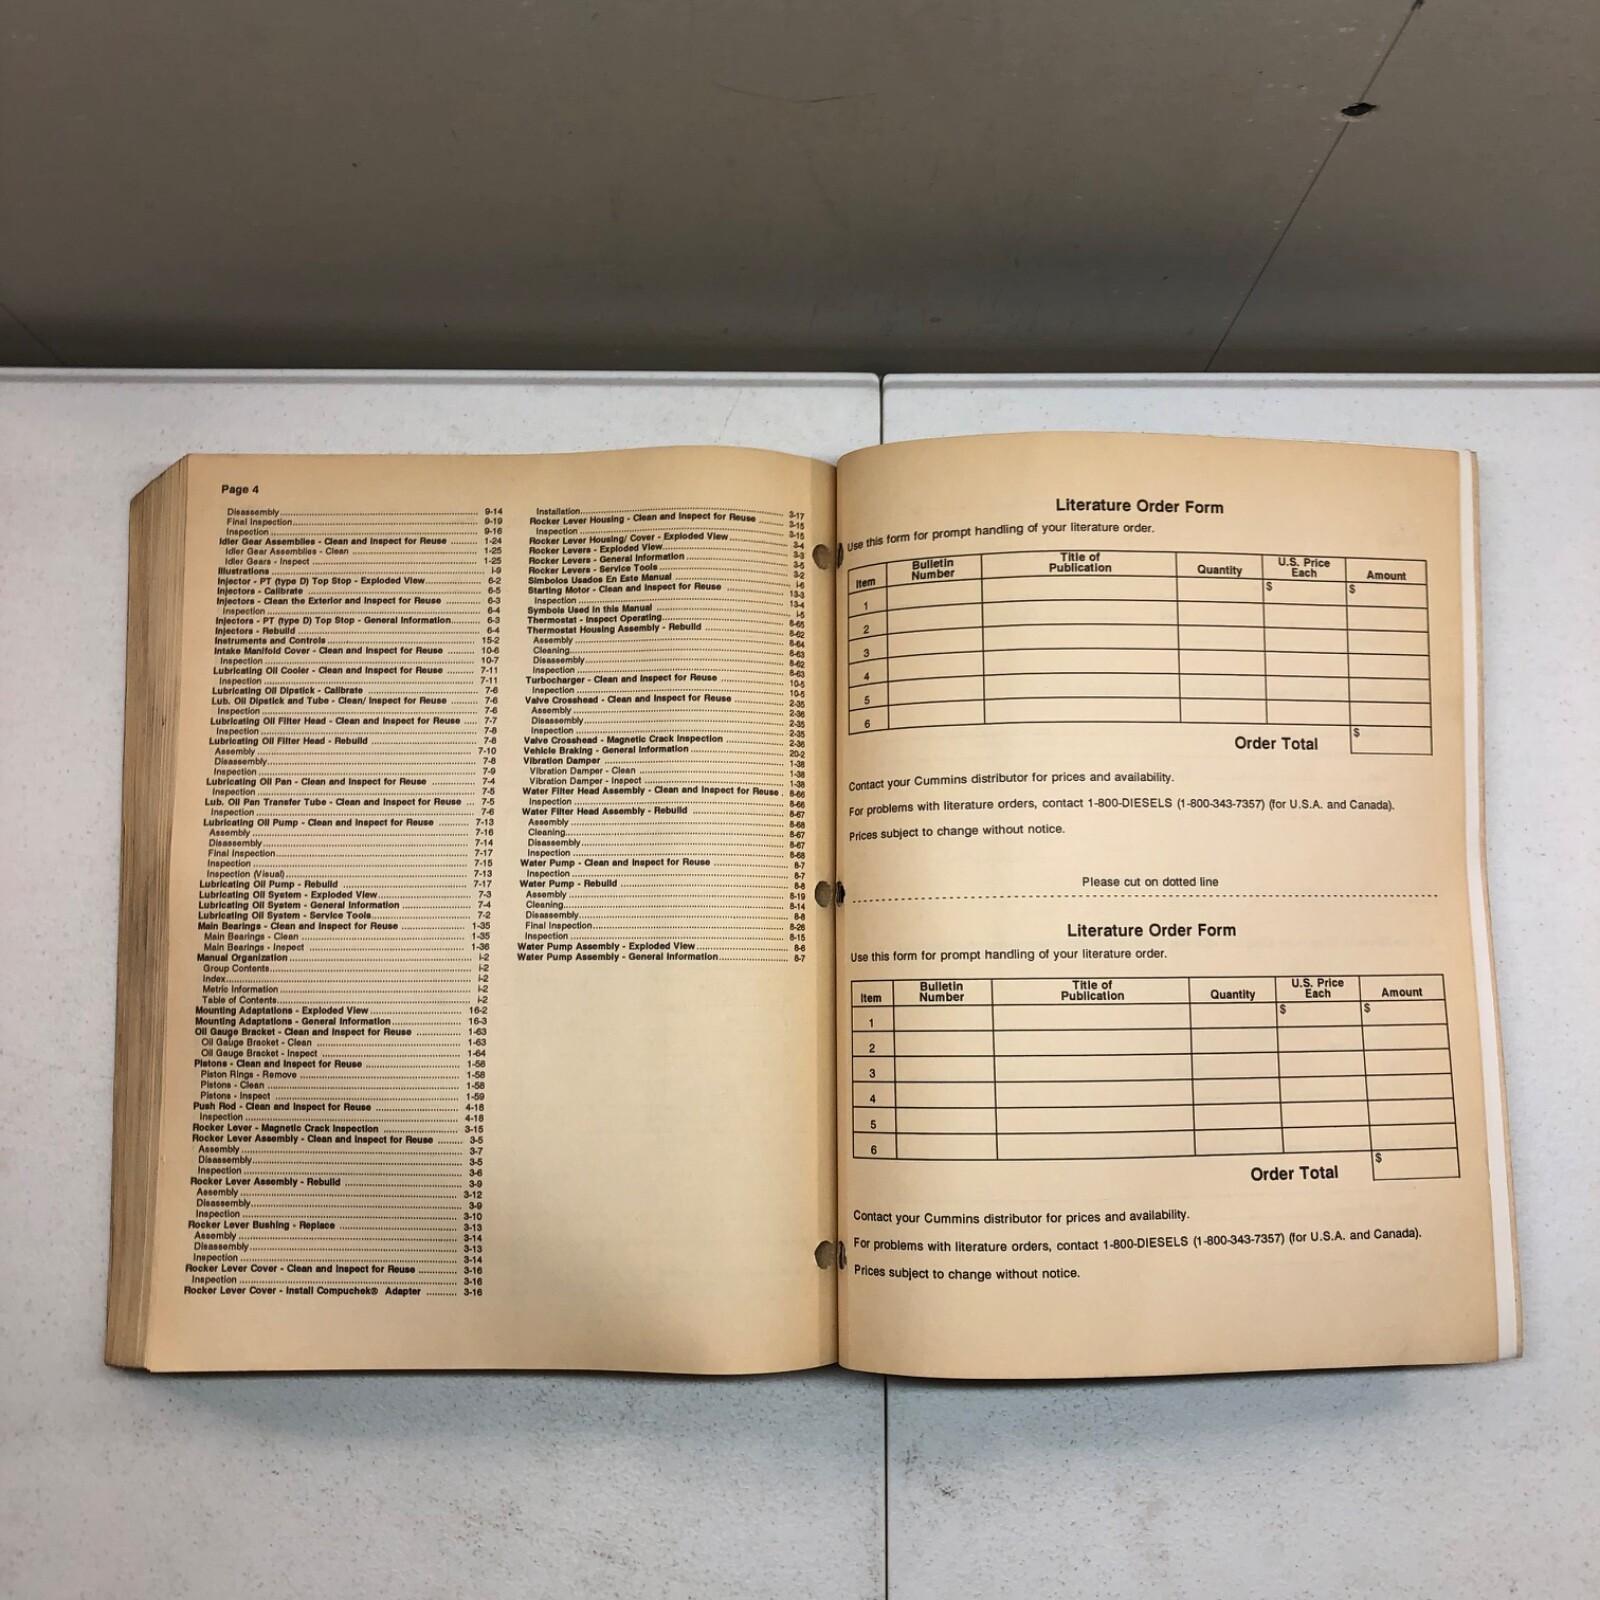 Page 4
Disassembly 9-14
Final Inspection 9-19
Inspection 9-16
Idler Gear Assemblies - Clean and Inspect for Reuse 1-24
Idler Gear Assemblies - Clean 1-25
Idler Gears - Inspect 1-25
Illustrations I-9
Injector - PT (type D) Top Stop - Exploded View 6-2
Injectors - Calibrate 6-5
Injectors - Clean the Exterior and Inspect for Reuse 6-3
Inspection 6-4
Injectors - PT (type D) Top Stop - General Information 6-3
Injectors - Rebuild 6-4
Instruments and Controls 15-2
Intake Manifold Cover - Clean and Inspect for Reuse 10-6
Inspection 10-7
Lubricating Oil Cooler - Clean and Inspect for Reuse 7-11
Inspection 7-11
Lubricating Oil Dipstick - Calibrate 7-6
Lub. Oil Dipstick and Tube - Clean/ Inspect for Reuse 7-6
Inspection 7-6
Lubricating Oil Filter Head - Clean and Inspect for Reuse 7-7
Inspection 7-8
Lubricating Oil Filter Head - Rebuild 7-8
Assembly 7-10
Disassembly 7-8
Inspection 7-9
Lubricating Oil Pan - Clean and Inspect for Reuse 7-4
Inspection 7-5
Lub. Oil Pan Transfer Tube - Clean and Inspect for Reuse 7-5
Inspection 7-6
Lubricating Oil Pump - Clean and Inspect for Reuse 7-13
Assembly 7-16
Disassembly 7-14
Final Inspection 7-17
Inspection 7-15
Inspection (Visual) 7-13
Lubricating Oil Pump - Rebuild 7-17
Lubricating Oil System - Exploded View 7-3
Lubricating Oil System - General Information 7-4
Lubricating Oil System - Service Tools 7-2
Main Bearings - Clean and Inspect for Reuse 1-35
Main Bearings - Clean 1-35
Main Bearings - Inspect 1-36
Manual Organization I-2
Group Contents I-2
Index I-2
Metric Information I-2
Table of Contents I-2
Mounting Adaptations - Exploded View 16-2
Mounting Adaptations - General Information 16-3
Oil Gauge Bracket - Clean and Inspect for Reuse 1-63
Oil Gauge Bracket - Clean 1-63
Oil Gauge Bracket - Inspect 1-64
Pistons - Clean and Inspect for Reuse 1-58
Piston Rings - Remove 1-58
Pistons - Clean 1-58
Pistons - Inspect 1-59
Push Rod - Clean and Inspect for Reuse 4-18
Inspection 4-18
Rocker Lever - Magnetic Crack Inspection 3-15
Rocker Lever Assembly - Clean and Inspect for Reuse 3-5
Assembly 3-7
Disassembly 3-5
Inspection 3-6
Rocker Lever Assembly - Rebuild 3-9
Assembly 3-12
Disassembly 3-9
Inspection 3-10
Rocker Lever Bushing - Replace 3-13
Assembly 3-14
Disassembly 3-13
Inspection 3-14
Rocker Lever Cover - Clean and Inspect for Reuse 3-16
Inspection 3-16
Rocker Lever Cover - Install Compuchek® Adapter 3-16
Installation 3-17
Rocker Lever Housing - Clean and Inspect for Reuse 3-15
Inspection 3-15
Rocker Lever Housing/ Cover - Exploded View 3-4
Rocker Levers - Exploded View 3-3
Rocker Levers - General Information 3-5
Rocker Levers - Service Tools 3-2
Simbolos Usados En Este Manual I-6
Starting Motor - Clean and Inspect for Reuse 13-3
Inspection 13-4
Symbols Used In this Manual I-5
Thermostat - Inspect Operating 8-65
Thermostat Housing Assembly - Rebuild 8-62
Assembly 8-64
Cleaning 8-63
Disassembly 8-62
Inspection 8-63
Turbocharger - Clean and Inspect for Reuse 10-5
Inspection 10-5
Valve Crosshead - Clean and Inspect for Reuse 2-35
Assembly 2-36
Disassembly 2-35
Inspection 2-35
Valve Crosshead - Magnetic Crack Inspection 2-36
Vehicle Braking - General Information 20-2
Vibration Damper 1-38
Vibration Damper - Clean 1-38
Vibration Damper - Inspect 1-38
Water Filter Head Assembly - Clean and Inspect for Reuse 8-66
Inspection 8-66
Water Filter Head Assembly - Rebuild 8-67
Assembly 8-68
Cleaning 8-67
Disassembly 8-67
Inspection 8-68
Water Pump - Clean and Inspect for Reuse 8-7
Inspection 8-7
Water Pump - Rebuild 8-8
Assembly 8-19
Cleaning 8-14
Disassembly 8-8
Final Inspection 8-26
Inspection 8-15
Water Pump Assembly - Exploded View 8-6
Water Pump Assembly - General Information 8-7
Literature Order Form
Use this form for prompt handling of your literature order.
Item Bulletin Number Title of Publication Quantity U.S. Price Each Amount
1 $ $
2
3
4
5
6
Order Total $
Contact your Cummins distributor for prices and availability.
For problems with literature orders, contact 1-800-DIESELS (1-800-343-7357) (for U.S.A. and Canada).
Prices subject to change without notice.
Please cut on dotted line
Literature Order Form
Use this form for prompt handling of your literature order.
Item Bulletin Number Title of Publication Quantity U.S. Price Each Amount
1 $ $
2
3
4
5
6
Order Total $
Contact your Cummins distributor for prices and availability.
For problems with literature orders, contact 1-800-DIESELS (1-800-343-7357) (for U.S.A. and Canada).
Prices subject to change without notice.